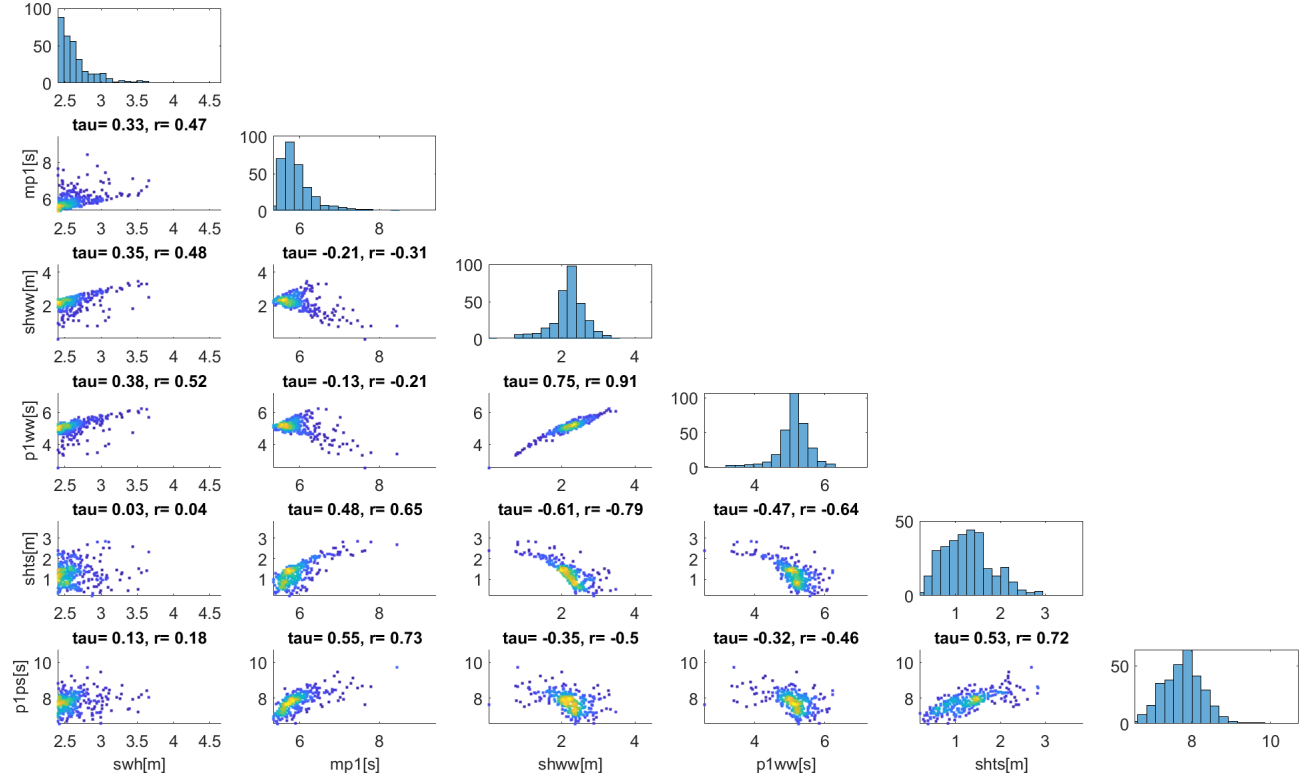 100
50
0
2.5 3 3.5 4 4.5
tau= 0.33, r= 0.47
mp1[s]
8
6
2.5 3 3.5 4 4.5
100
50
0
6 8
tau= 0.35, r= 0.48
tau= -0.21, r= -0.31
shww[m]
4
2
2.5 3 3.5 4 4.5
6 8
100
50
0
2 4
tau= 0.38, r= 0.52
tau= -0.13, r= -0.21
tau= 0.75, r= 0.91
p1ww[s]
6
4
2.5 3 3.5 4 4.5
6 8
2 4
100
50
0
4 6
tau= 0.03, r= 0.04
tau= 0.48, r= 0.65
tau= -0.61, r= -0.79
tau= -0.47, r= -0.64
shts[m]
3
2
1
2.5 3 3.5 4 4.5
3
2
1
6 8
3
2
1
2 4
3
2
1
4 6
50
0
1 2 3
tau= 0.13, r= 0.18
tau= 0.55, r= 0.73
tau= -0.35, r= -0.5
tau= -0.32, r= -0.46
tau= 0.53, r= 0.72
p1ps[s]
10
8
2.5 3 3.5 4 4.5
swh[m]
10
8
6 8
mp1[s]
10
8
2 4
shww[m]
10
8
4 6
p1ww[s]
10
8
1 2 3
shts[m]
50
0
8 10